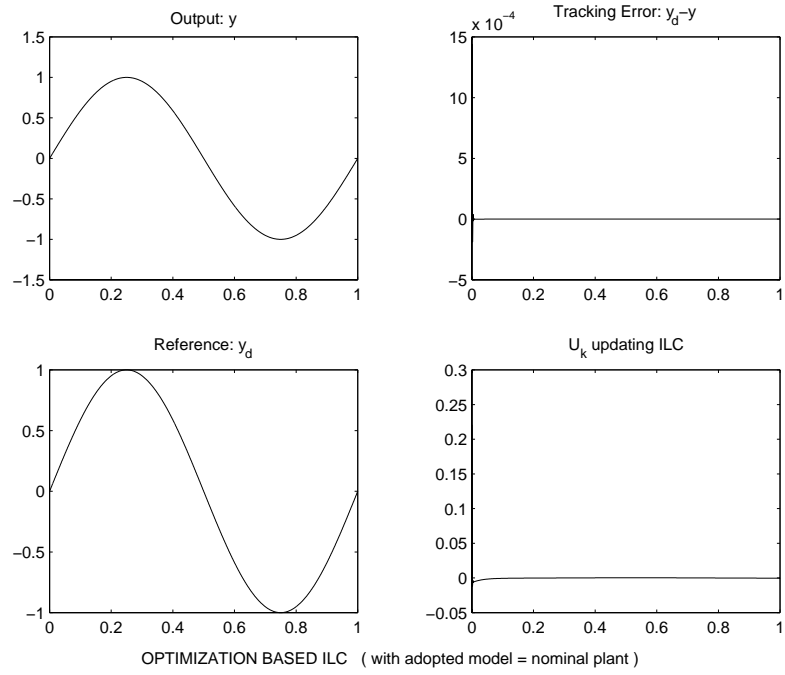 Output: y
1.5
1
0.5
0
−0.5
−1
−1.5
0 0.2 0.4 0.6 0.8 1
Tracking Error: y_d−y
x 10^−4
15
10
5
0
−5
0 0.2 0.4 0.6 0.8 1
Reference: y_d
1
0.5
0
−0.5
−1
0 0.2 0.4 0.6 0.8 1
U_k updating ILC
0.3
0.25
0.2
0.15
0.1
0.05
0
−0.05
0 0.2 0.4 0.6 0.8 1
OPTIMIZATION BASED ILC ( with adopted model = nominal plant )